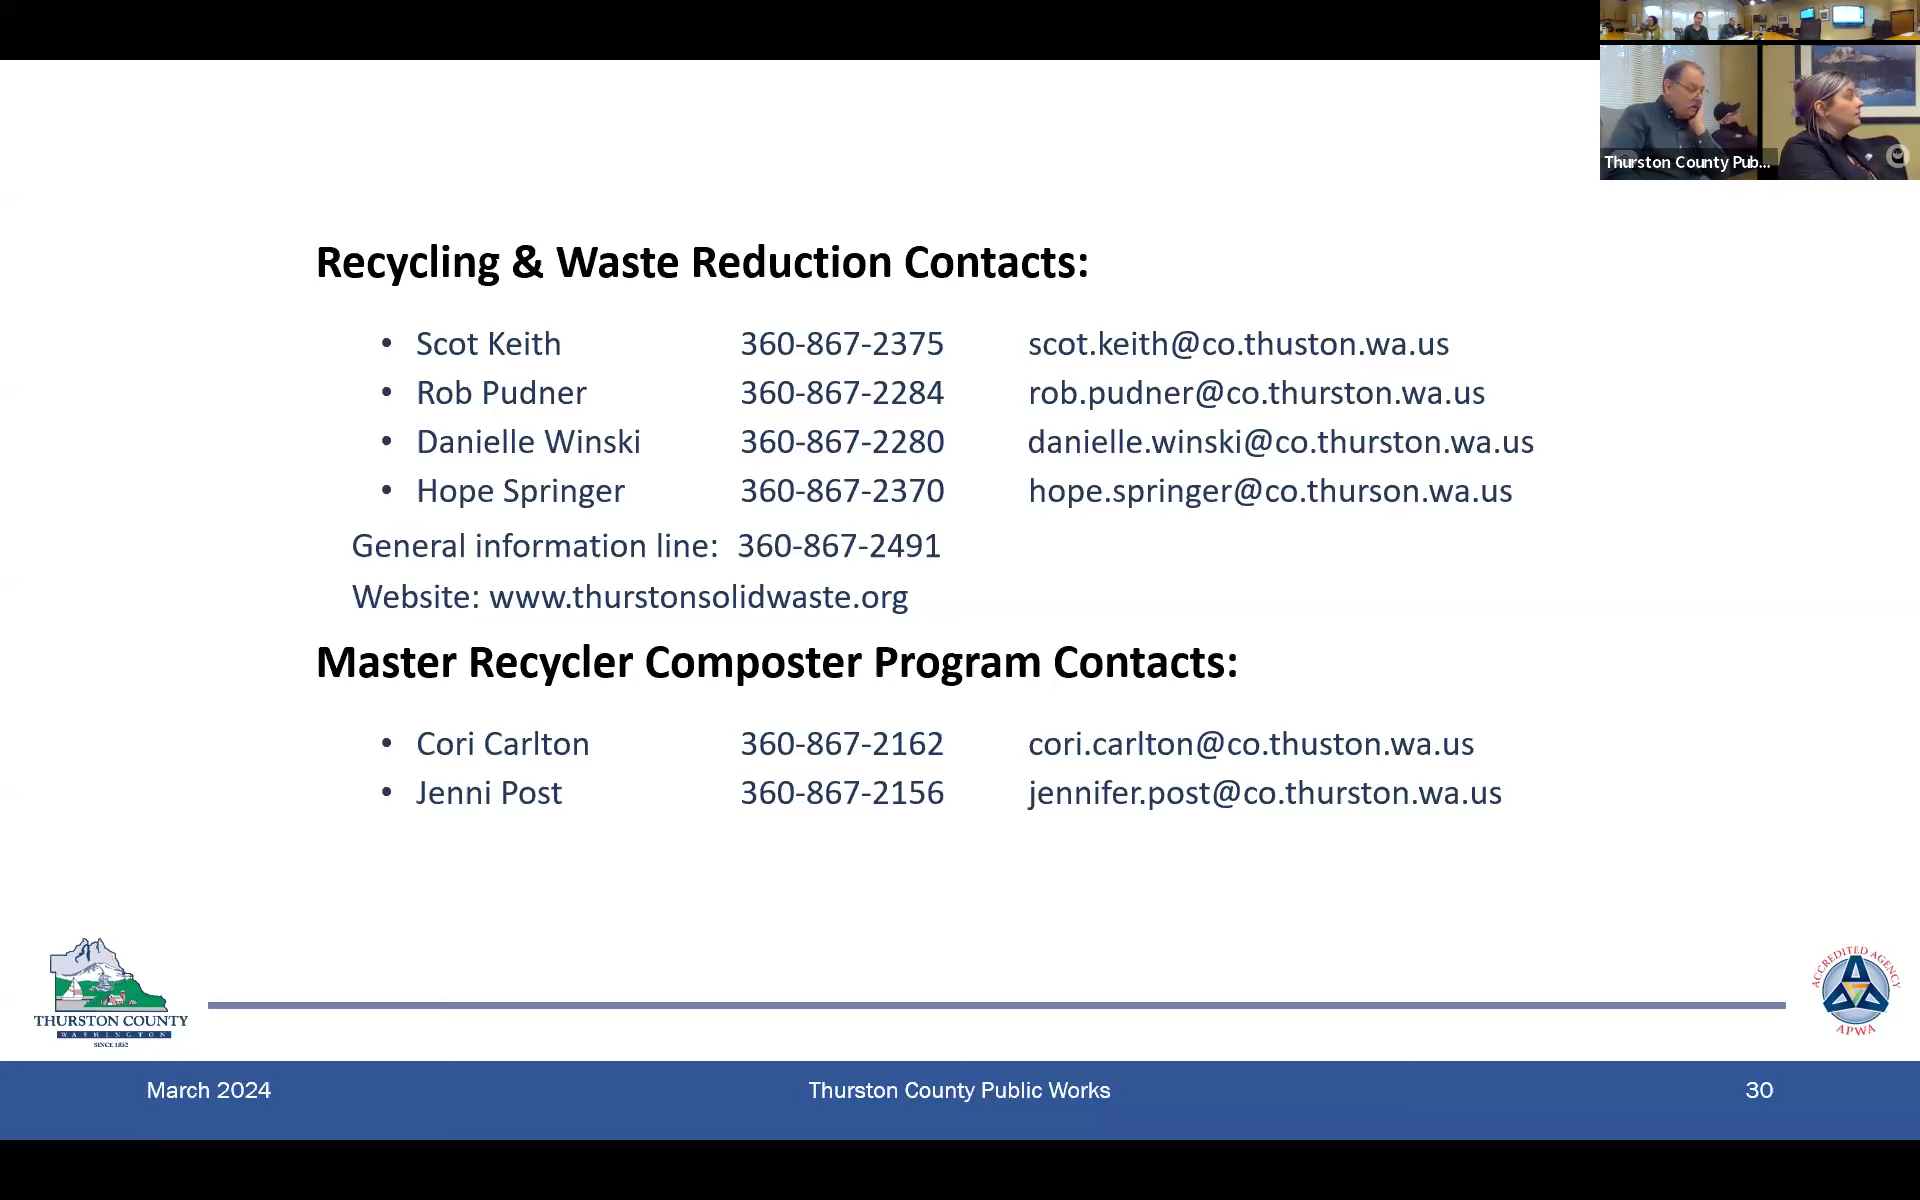 Thurston County Pub...
Recycling & Waste Reduction Contacts:
• Scot Keith 360-867-2375 scot.keith@co.thuston.wa.us
• Rob Pudner 360-867-2284 rob.pudner@co.thurston.wa.us
• Danielle Winski 360-867-2280 danielle.winski@co.thurston.wa.us
• Hope Springer 360-867-2370 hope.springer@co.thurson.wa.us
General information line: 360-867-2491
Website: www.thurstonsolidwaste.org
Master Recycler Composter Program Contacts:
• Cori Carlton 360-867-2162 cori.carlton@co.thuston.wa.us
• Jenni Post 360-867-2156 jennifer.post@co.thurston.wa.us
THURSTON COUNTY
WASHINGTON
SINCE 1852
ACCREDITED AGENCY
APWA
March 2024 Thurston County Public Works 30